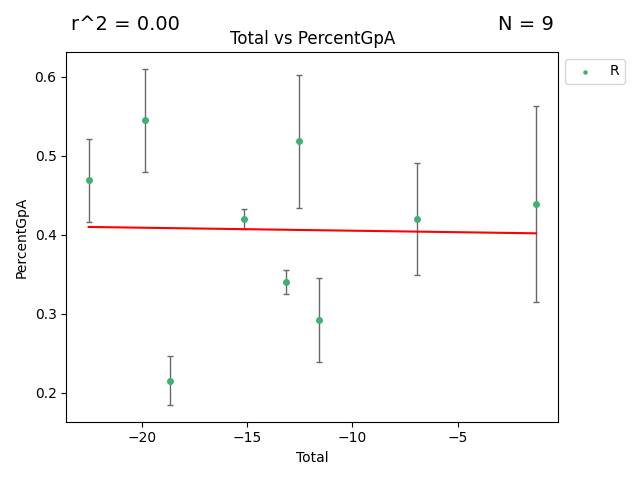 r^2 = 0.00
N = 9
Total vs PercentGpA
R
0.6
0.5
0.4
0.3
0.2
PercentGpA
−20
−15
−10
−5
Total